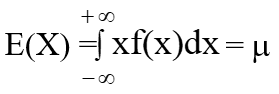 +∞
E(X) =∫ xf(x)dx = μ
−∞